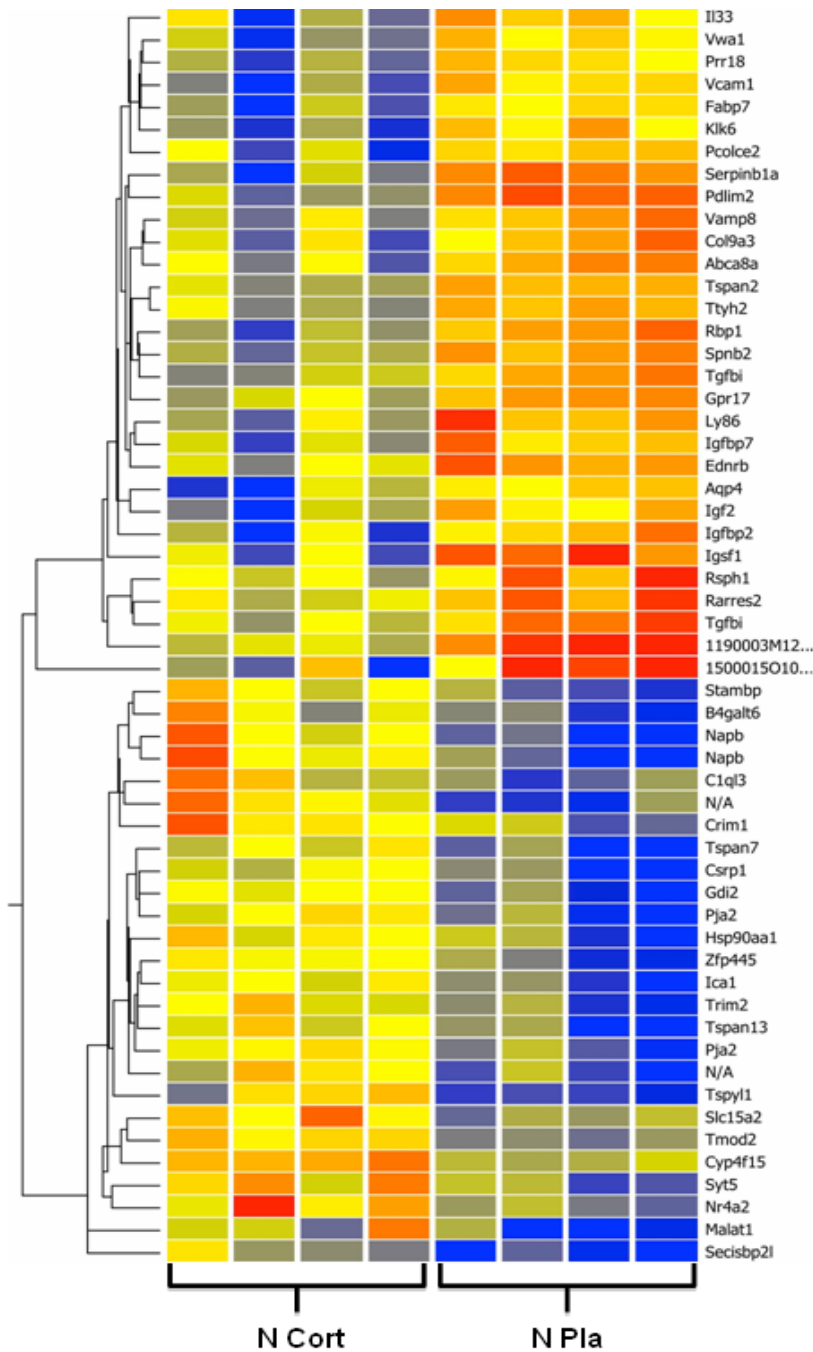 Il33
Vwa1
Prr18
Vcam1
Fabp7
Klk6
Pcolce2
Serpinb1a
Pdlim2
Vamp8
Col9a3
Abca8a
Tspan2
Ttyh2
Rbp1
Spnb2
Tgfbi
Gpr17
Ly86
Igfbp7
Ednrb
Aqp4
Igf2
Igfbp2
Igsf1
Rsph1
Rarres2
Tgfbi
1190003M12...
1500015O10...
Stambp
B4galt6
Napb
Napb
C1ql3
N/A
Crim1
Tspan7
Csrp1
Gdi2
Pja2
Hsp90aa1
Zfp445
Ica1
Trim2
Tspan13
Pja2
N/A
Tspyl1
Slc15a2
Tmod2
Cyp4f15
Syt5
Nr4a2
Malat1
Secisbp2l
N Cort N Pla